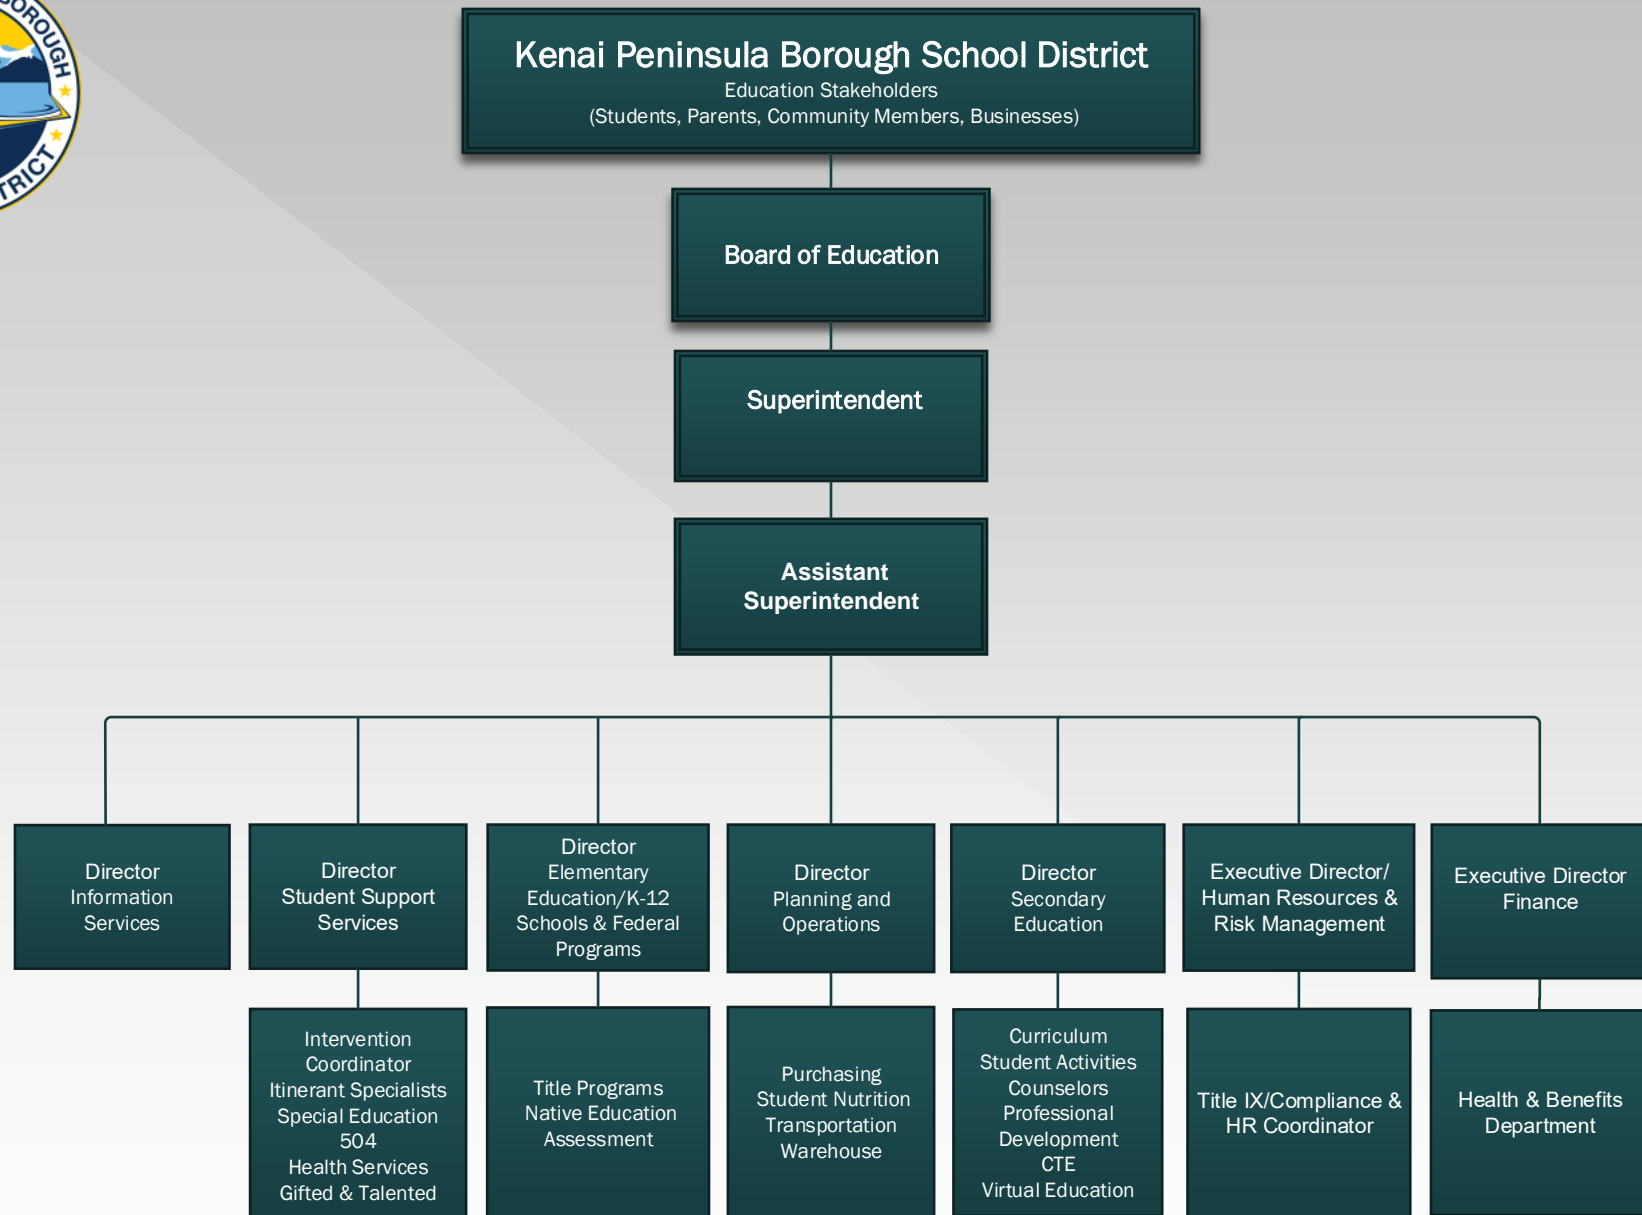 BOROUGH
Kenai Peninsula Borough School District
Education Stakeholders
(Students, Parents, Community Members, Businesses)
Board of Education
Superintendent
Assistant
Superintendent
Director
Information
Services
Director
Student Support
Services
Director
Elementary
Education/K-12
Schools & Federal
Programs
Director
Planning and
Operations
Director
Secondary
Education
Executive Director/
Human Resources &
Risk Management
Executive Director
Finance
Intervention
Coordinator
Itinerant Specialists
Special Education
504
Health Services
Gifted & Talented
Title Programs
Native Education
Assessment
Purchasing
Student Nutrition
Transportation
Warehouse
Curriculum
Student Activities
Counselors
Professional
Development
CTE
Virtual Education
Title IX/Compliance &
HR Coordinator
Health & Benefits
Department